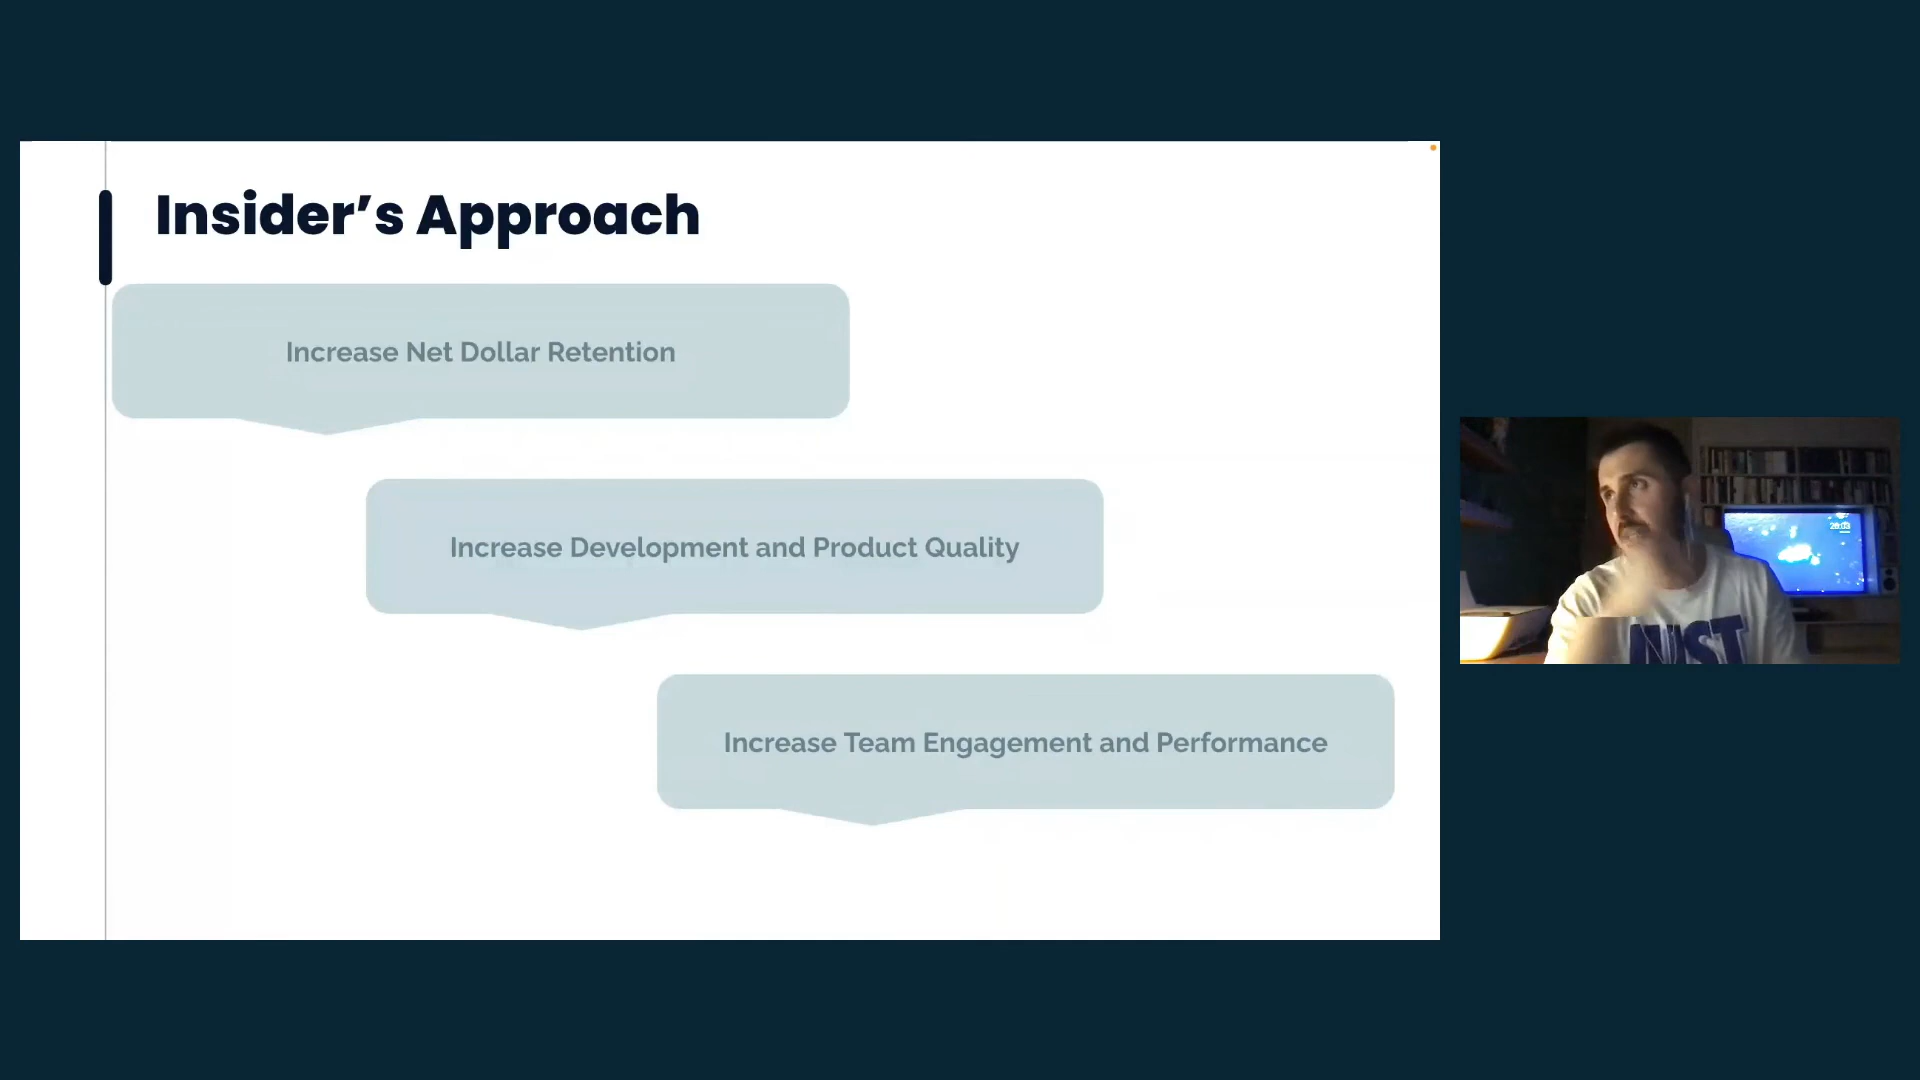 Insider’s Approach
Increase Net Dollar Retention
Increase Development and Product Quality
Increase Team Engagement and Performance